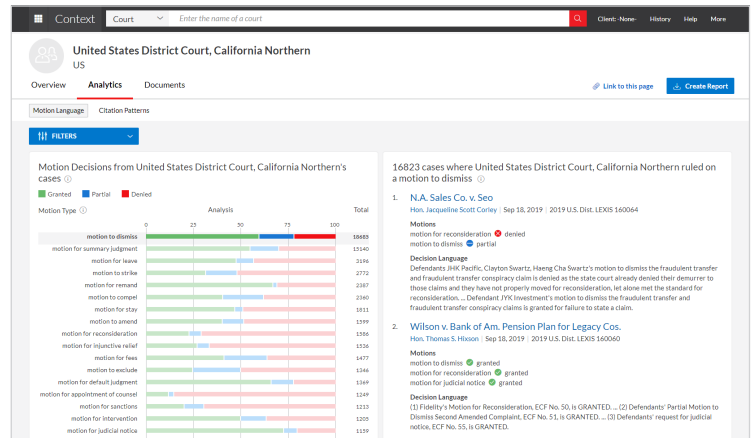 Context Court Enter the name of a court Client: -None- History Help More
United States District Court, California Northern
US
Overview Analytics Documents Link to this page Create Report
Motion Language Citation Patterns
FILTERS
Motion Decisions from United States District Court, California Northern's
cases
Granted Partial Denied
Motion Type Analysis Total
0 25 50 75 100
motion to dismiss 18683
motion for summary judgment 15140
motion for leave 3196
motion to strike 2772
motion for remand 2387
motion to compel 2360
motion for stay 1811
motion to amend 1599
motion for reconsideration 1586
motion for injunctive relief 1536
motion for fees 1477
motion to exclude 1346
motion for default judgment 1369
motion for appointment of counsel 1249
motion for sanctions 1213
motion for intervention 1205
motion for judicial notice 1159
16823 cases where United States District Court, California Northern ruled on
a motion to dismiss
1. N.A. Sales Co. v. Seo
Hon. Jacqueline Scott Corley | Sep 18, 2019 | 2019 U.S. Dist. LEXIS 160064
Motions
motion for reconsideration denied
motion to dismiss partial
Decision Language
Defendants JHK Pacific, Clayton Swartz, Haeng Cha Swartz's motion to dismiss the fraudulent transfer
and fraudulent transfer conspiracy claim is denied as the state court already denied their demurrer to
those claims and they have not properly moved for reconsideration, let alone met the standard for
reconsideration. ... Defendant JYK Investment's motion to dismiss the fraudulent transfer and
fraudulent transfer conspiracy claims is granted for failure to state a claim.
2. Wilson v. Bank of Am. Pension Plan for Legacy Cos.
Hon. Thomas S. Hixson | Sep 18, 2019 | 2019 U.S. Dist. LEXIS 160060
Motions
motion to dismiss granted
motion for reconsideration granted
motion for judicial notice granted
Decision Language
(1) Fidelity's Motion for Reconsideration, ECF No. 50, is GRANTED. ... (2) Defendants' Partial Motion to
Dismiss Second Amended Complaint, ECF No. 51, is GRANTED. ... (3) Defendants' request for judicial
notice, ECF No. 55, is GRANTED.